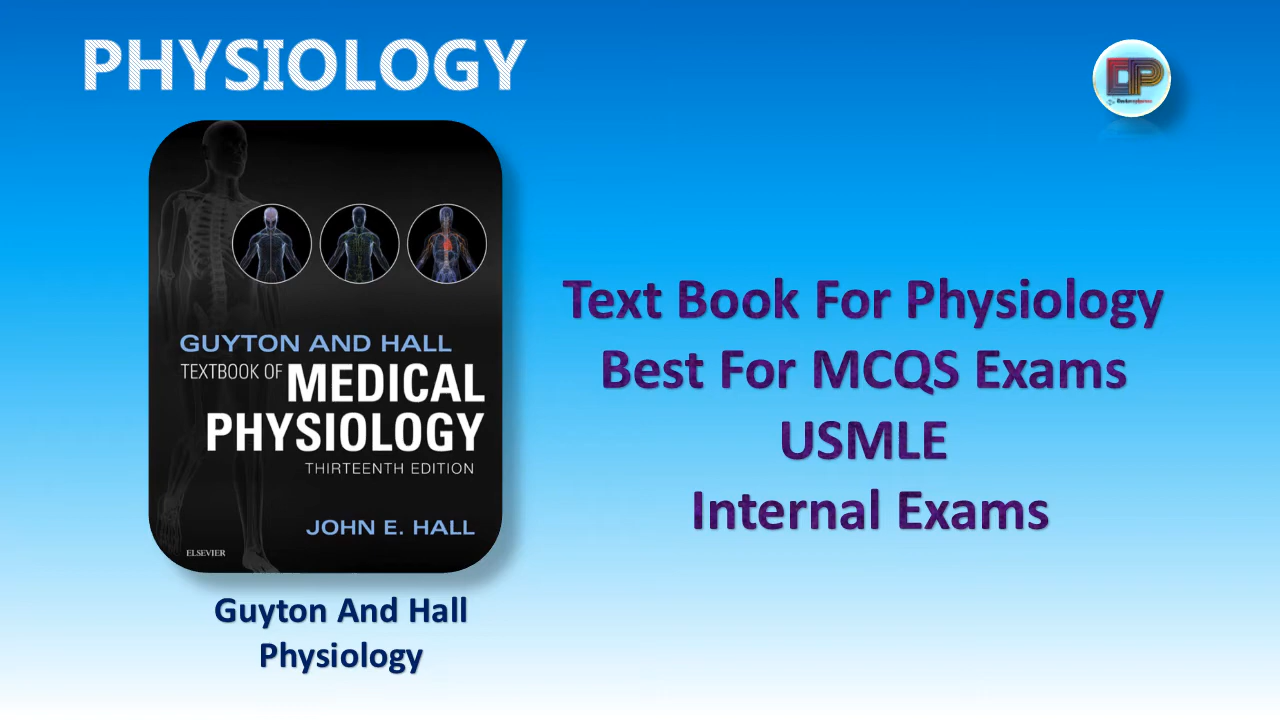 PHYSIOLOGY
GUYTON AND HALL
TEXTBOOK OF MEDICAL
PHYSIOLOGY
THIRTEENTH EDITION
JOHN E. HALL
ELSEVIER
Guyton And Hall
Physiology
Text Book For Physiology
Best For MCQS Exams
USMLE
Internal Exams